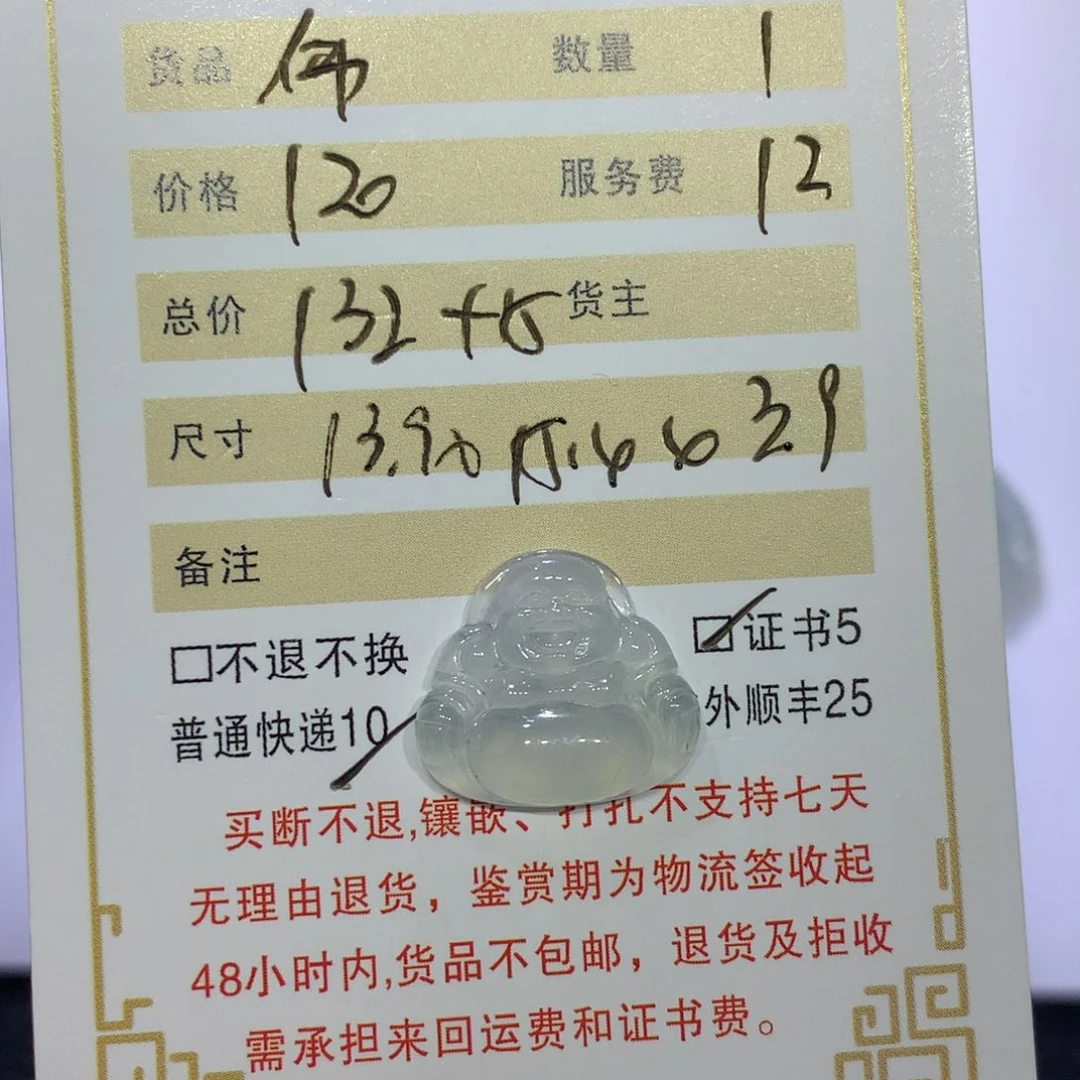 货品 佛 数量 1
价格 120 服务费 12
总价 132+15 货主
尺寸 13.9 15.6 3.9
备注
□不退不换 ☑证书5
普通快递10 外顺丰25
买断不退,镶嵌、打孔不支持七天
无理由退货，鉴赏期为物流签收起
48小时内,货品不包邮，退货及拒收
需承担来回运费和证书费。